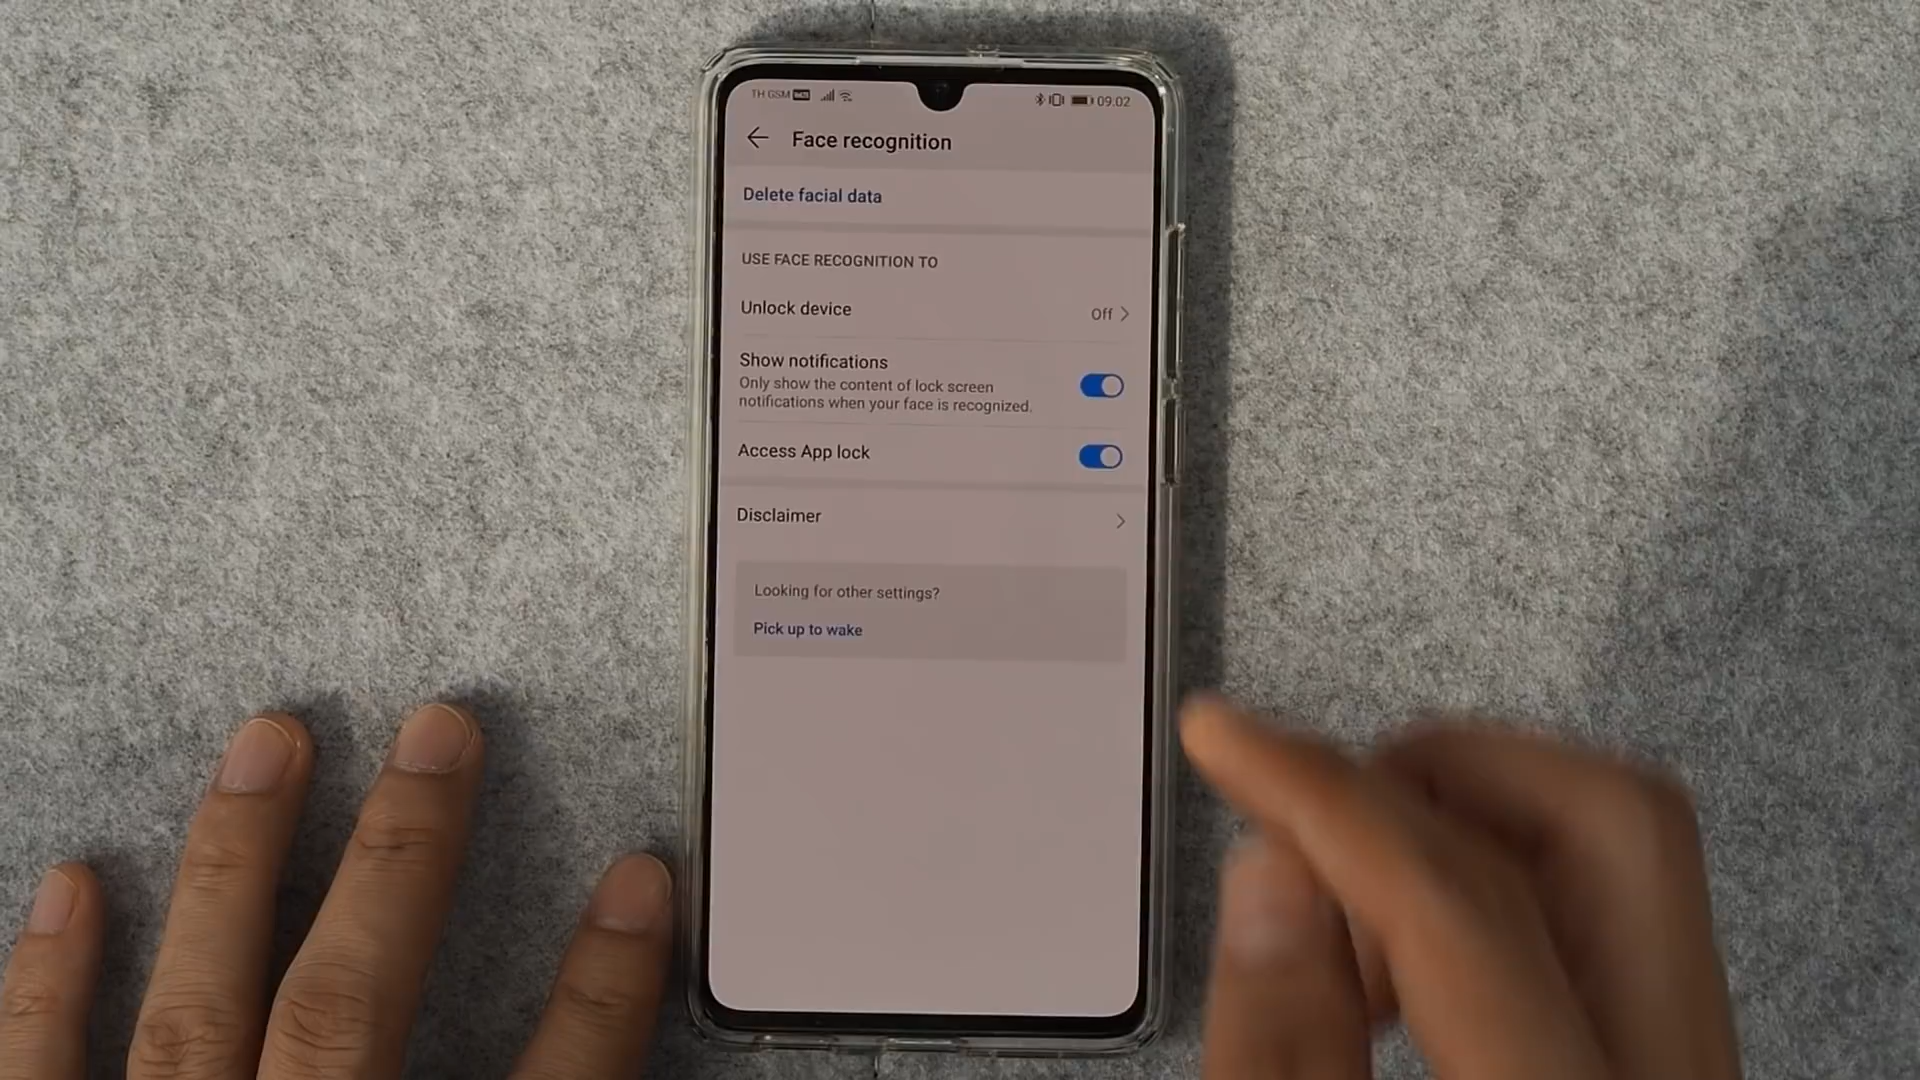 TH GSM 09.02
Face recognition
Delete facial data
USE FACE RECOGNITION TO
Unlock device Off
Show notifications
Only show the content of lock screen
notifications when your face is recognized.
Access App lock
Disclaimer
Looking for other settings?
Pick up to wake